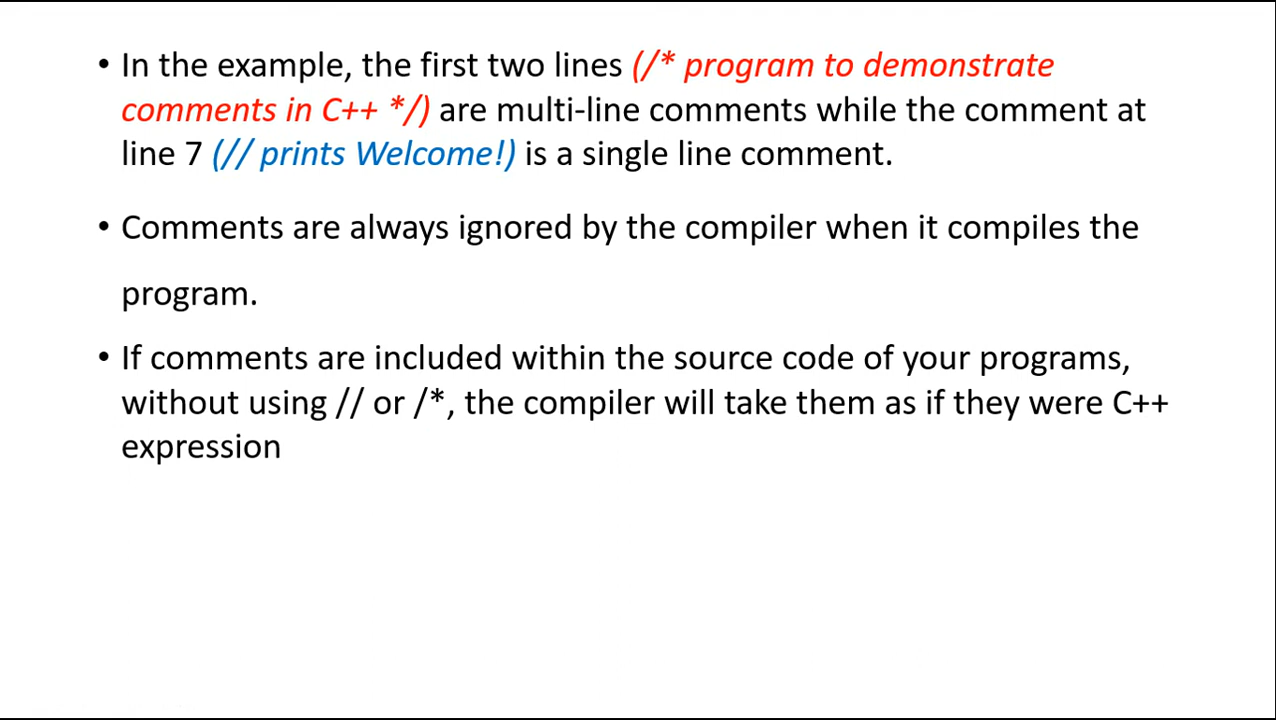 • In the example, the first two lines (/* program to demonstrate
comments in C++ */) are multi-line comments while the comment at
line 7 (// prints Welcome!) is a single line comment.
• Comments are always ignored by the compiler when it compiles the
program.
• If comments are included within the source code of your programs,
without using // or /*, the compiler will take them as if they were C++
expression